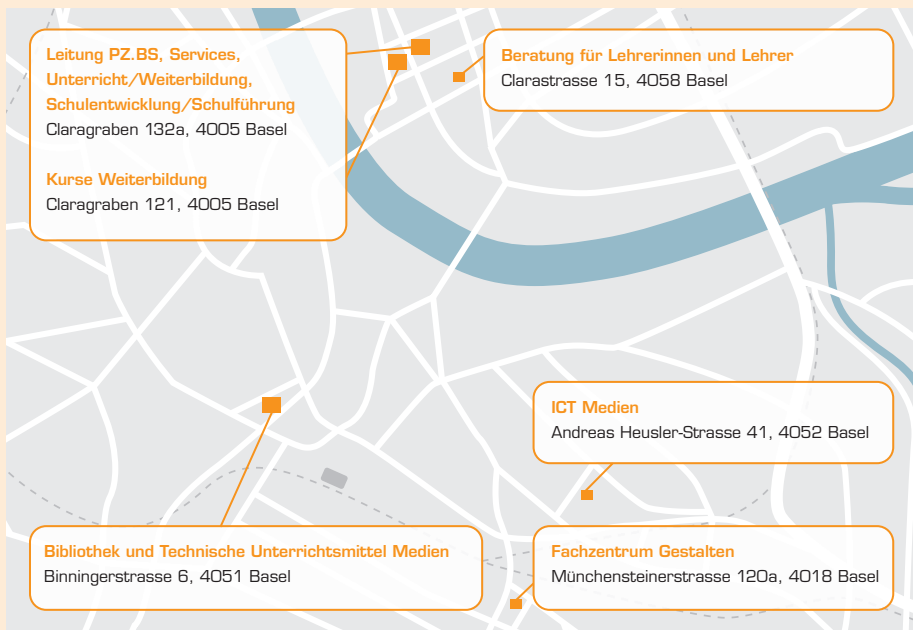 Leitung PZ.BS, Services,
Unterricht/Weiterbildung,
Schulentwicklung/Schulführung
Claragraben 132a, 4005 Basel
Kurse Weiterbildung
Claragraben 121, 4005 Basel
Beratung für Lehrerinnen und Lehrer
Clarastrasse 15, 4058 Basel
ICT Medien
Andreas Heusler-Strasse 41, 4052 Basel
Bibliothek und Technische Unterrichtsmittel Medien
Binningerstrasse 6, 4051 Basel
Fachzentrum Gestalten
Münchensteinerstrasse 120a, 4018 Basel